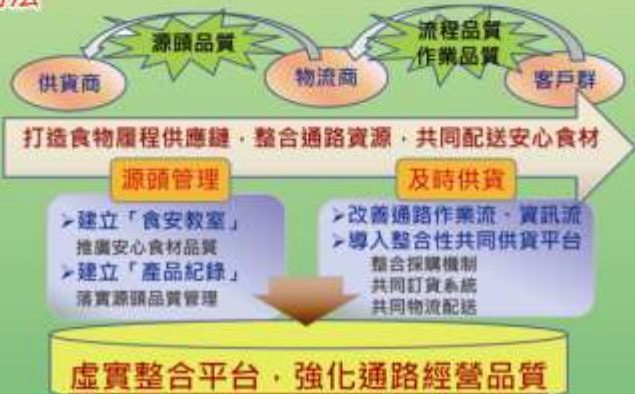 源頭品質
流程品質
作業品質
供貨商
物流商
客戶群
打造食物履程供應鏈．整合通路資源．共同配送安心食材
源頭管理
及時供貨
➢建立「食安教室」
推廣安心食材品質
➢建立「產品紀錄」
落實源頭品質管理
➢改善通路作業流、資訊流
➢導入整合性共同供貨平台
整合採購機制
共同訂貨系統
共同物流配送
虛實整合平台．強化通路經營品質